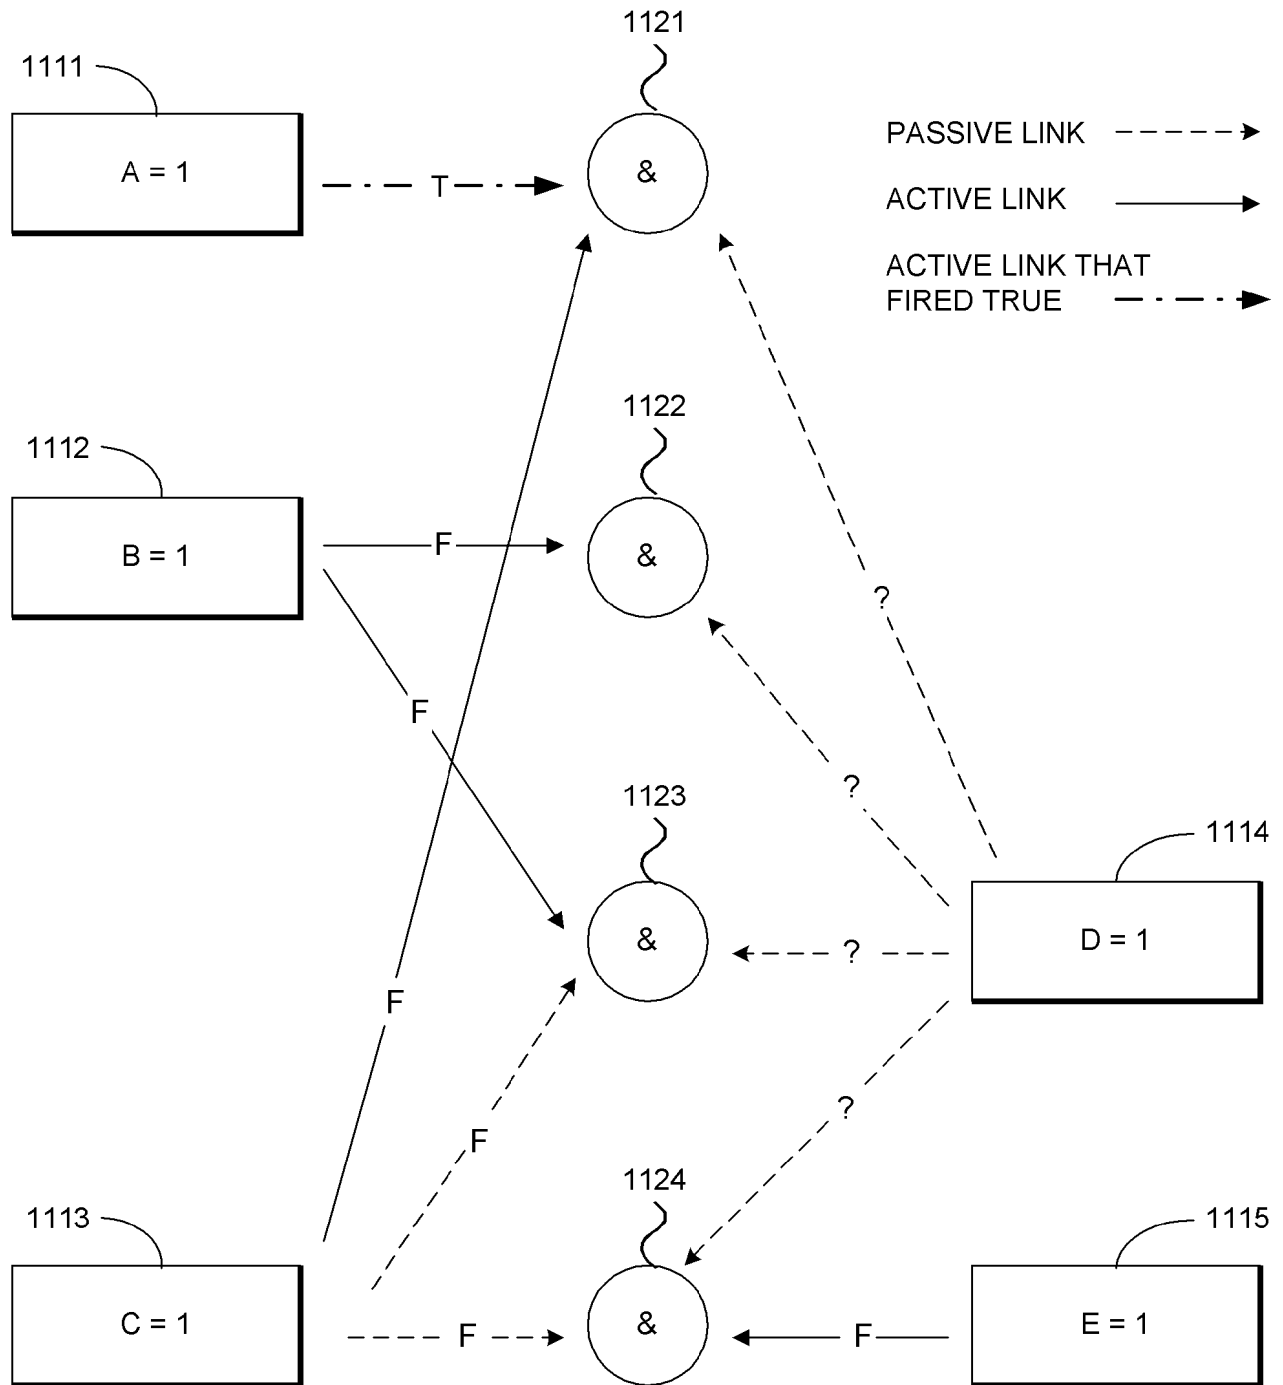 1121
1111
A = 1
T
&
PASSIVE LINK
ACTIVE LINK
ACTIVE LINK THAT
FIRED TRUE
1122
1112
B = 1
F
&
?
F
?
1123
1114
&
?
D = 1
F
?
F
1124
1113
1115
C = 1
F
&
F
E = 1